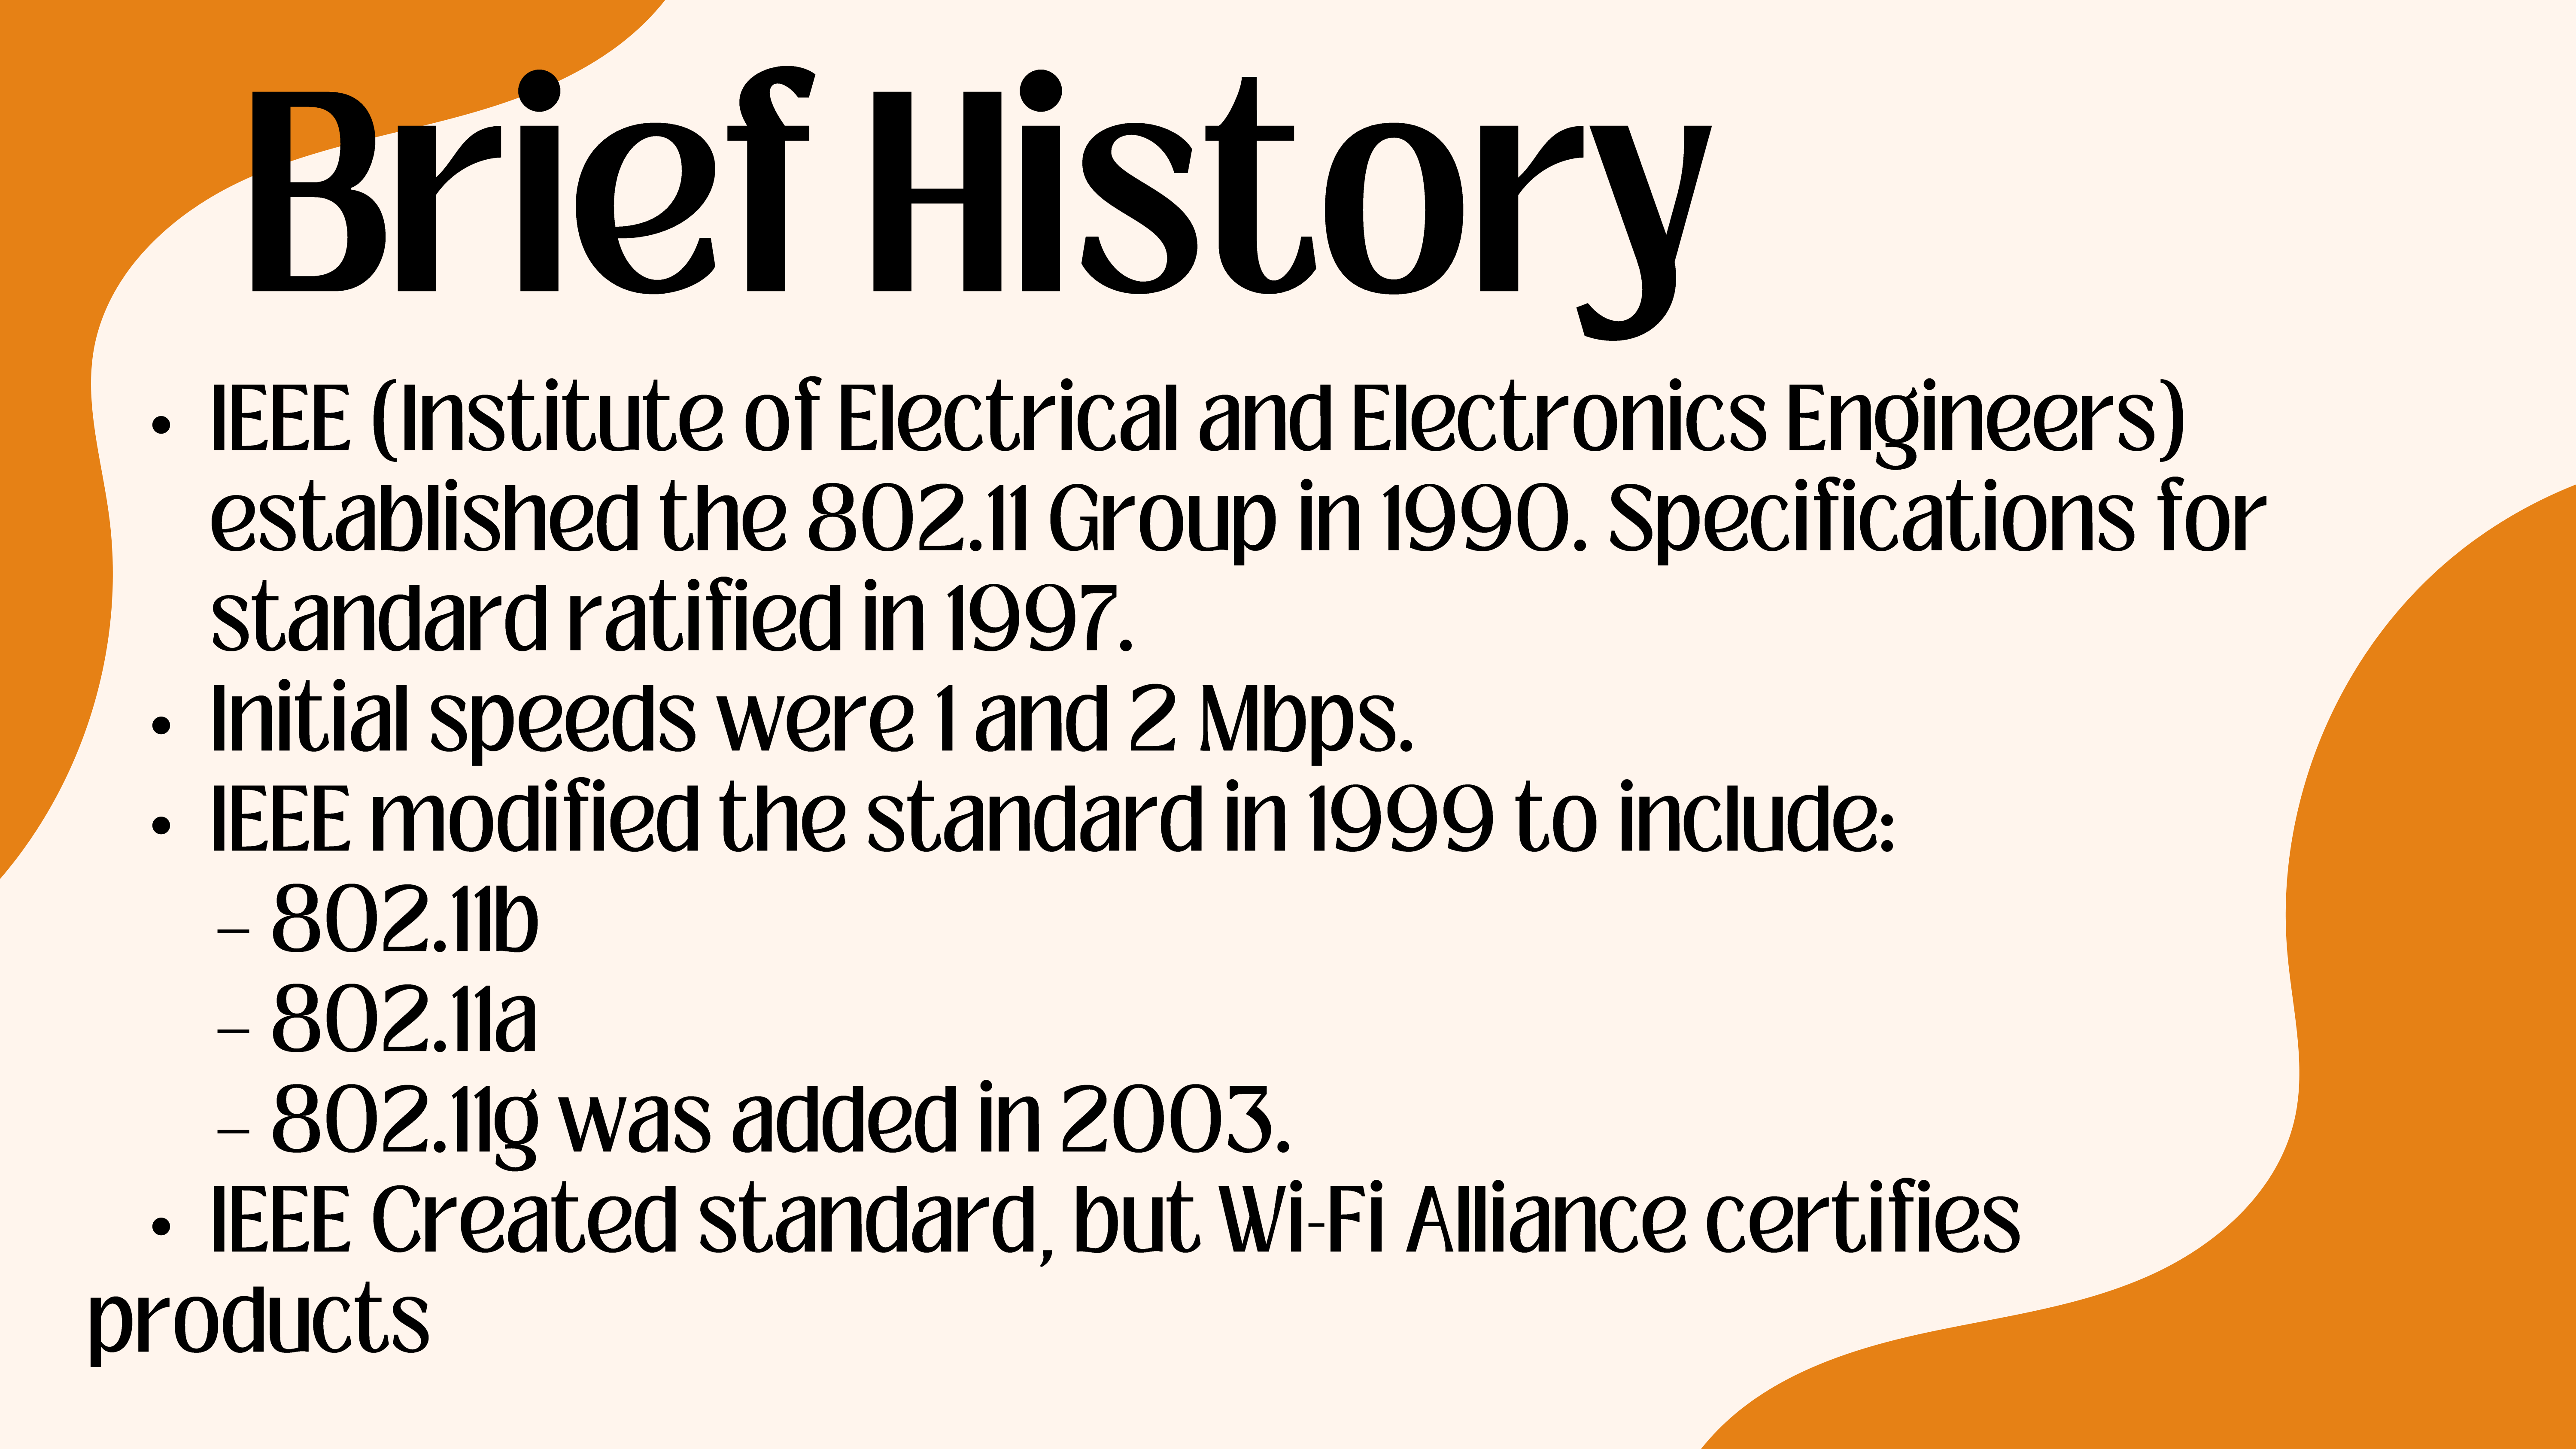 Brief History
• IEEE (Institute of Electrical and Electronics Engineers)
established the 802.11 Group in 1990. Specifications for
standard ratified in 1997.
• Initial speeds were 1 and 2 Mbps.
• IEEE modified the standard in 1999 to include:
– 802.11b
– 802.11a
– 802.11g was added in 2003.
• IEEE Created standard, but Wi-Fi Alliance certifies
products